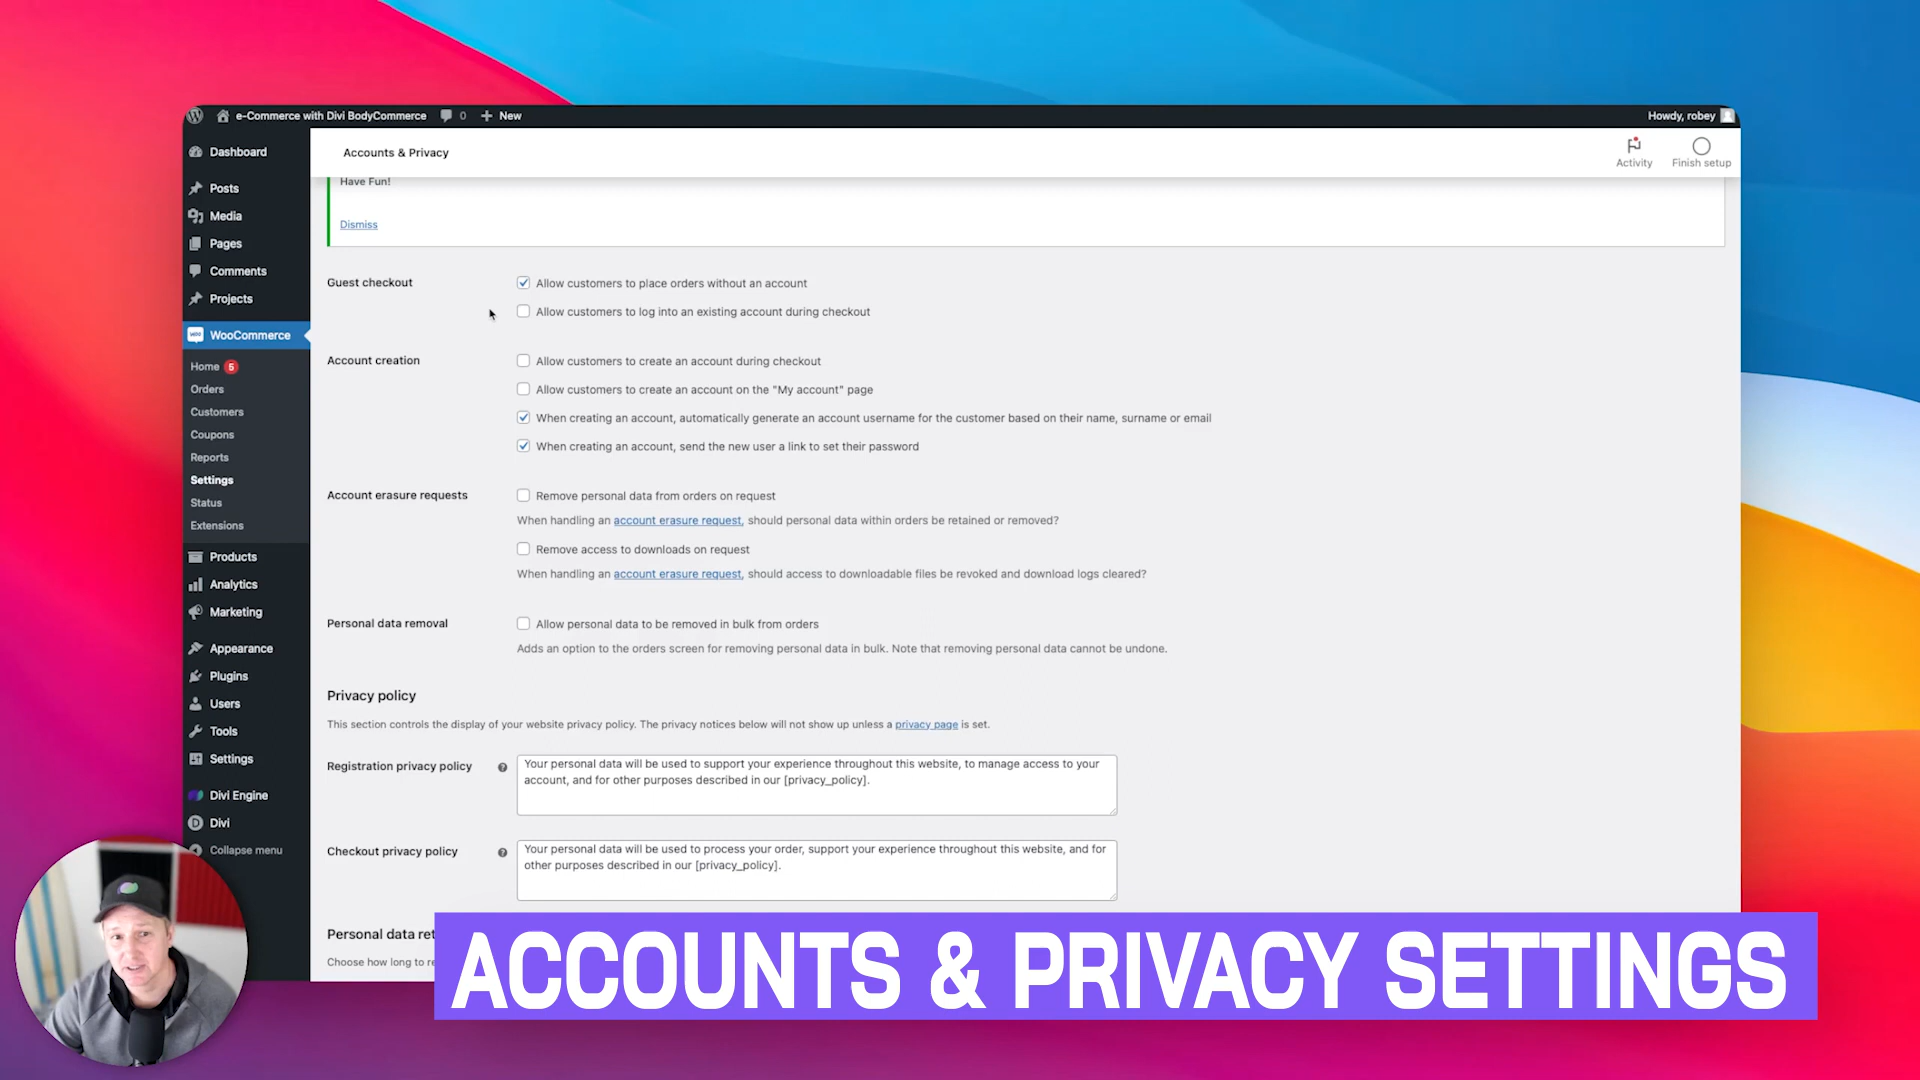 e-Commerce with Divi BodyCommerce
0
New
Howdy, robey
Dashboard
Posts
Media
Pages
Comments
Projects
WooCommerce
Home 5
Orders
Customers
Coupons
Reports
Settings
Status
Extensions
Products
Analytics
Marketing
Appearance
Plugins
Users
Tools
Settings
Divi Engine
Divi
Collapse menu
Accounts & Privacy
Activity
Finish setup
Have Fun!
Dismiss
Guest checkout
Allow customers to place orders without an account
Allow customers to log into an existing account during checkout
Account creation
Allow customers to create an account during checkout
Allow customers to create an account on the "My account" page
When creating an account, automatically generate an account username for the customer based on their name, surname or email
When creating an account, send the new user a link to set their password
Account erasure requests
Remove personal data from orders on request
When handling an account erasure request, should personal data within orders be retained or removed?
Remove access to downloads on request
When handling an account erasure request, should access to downloadable files be revoked and download logs cleared?
Personal data removal
Allow personal data to be removed in bulk from orders
Adds an option to the orders screen for removing personal data in bulk. Note that removing personal data cannot be undone.
Privacy policy
This section controls the display of your website privacy policy. The privacy notices below will not show up unless a privacy page is set.
Registration privacy policy
Your personal data will be used to support your experience throughout this website, to manage access to your
account, and for other purposes described in our [privacy_policy].
Checkout privacy policy
Your personal data will be used to process your order, support your experience throughout this website, and for
other purposes described in our [privacy_policy].
Personal data ret
Choose how long to re
ACCOUNTS & PRIVACY SETTINGS